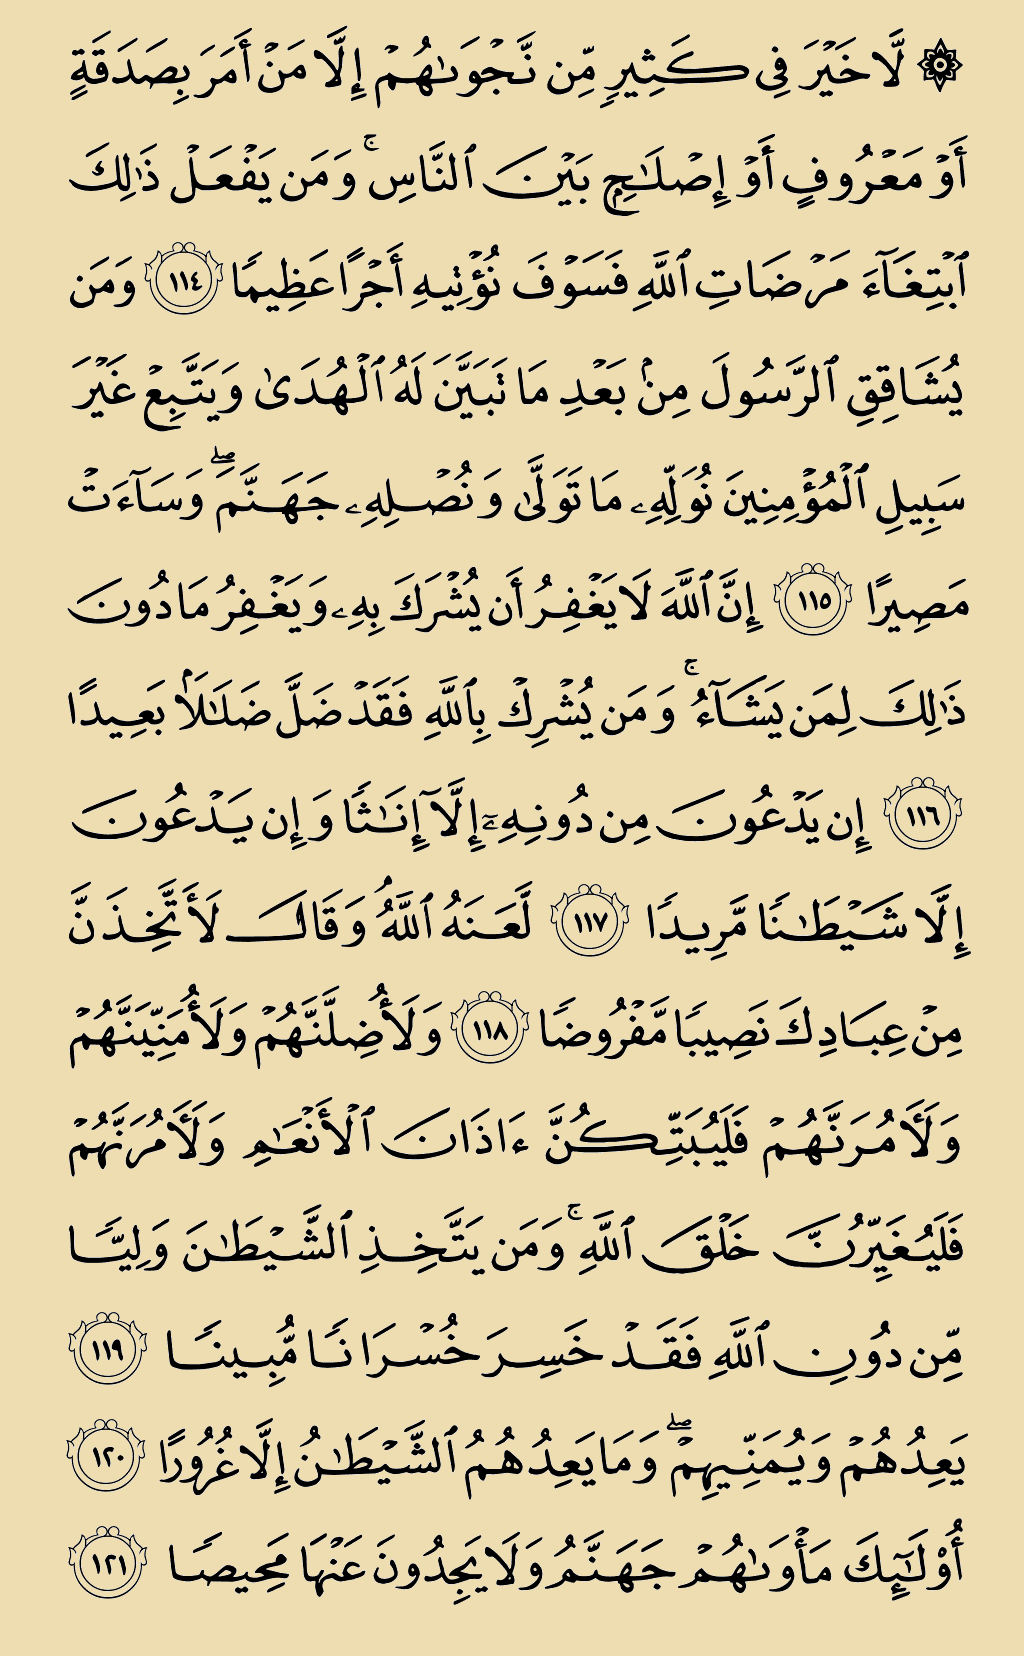 ۞ لَّا خَيْرَ فِى كَثِيرٍ مِّن نَّجْوَىٰهُمْ إِلَّا مَنْ أَمَرَ بِصَدَقَةٍ
أَوْ مَعْرُوفٍ أَوْ إِصْلَـٰحٍۭ بَيْنَ ٱلنَّاسِ ۚ وَمَن يَفْعَلْ ذَٰلِكَ
ٱبْتِغَآءَ مَرْضَاتِ ٱللَّهِ فَسَوْفَ نُؤْتِيهِ أَجْرًا عَظِيمًا ١١٤ وَمَن
يُشَاقِقِ ٱلرَّسُولَ مِنۢ بَعْدِ مَا تَبَيَّنَ لَهُ ٱلْهُدَىٰ وَيَتَّبِعْ غَيْرَ
سَبِيلِ ٱلْمُؤْمِنِينَ نُوَلِّهِۦ مَا تَوَلَّىٰ وَنُصْلِهِۦ جَهَنَّمَ ۖ وَسَآءَتْ
مَصِيرًا ١١٥ إِنَّ ٱللَّهَ لَا يَغْفِرُ أَن يُشْرَكَ بِهِۦ وَيَغْفِرُ مَا دُونَ
ذَٰلِكَ لِمَن يَشَآءُ ۚ وَمَن يُشْرِكْ بِٱللَّهِ فَقَدْ ضَلَّ ضَلَـٰلًۢا بَعِيدًا
١١٦ إِن يَدْعُونَ مِن دُونِهِۦٓ إِلَّآ إِنَـٰثًا وَإِن يَدْعُونَ
إِلَّا شَيْطَـٰنًا مَّرِيدًا ١١٧ لَّعَنَهُ ٱللَّهُ ۘ وَقَالَ لَأَتَّخِذَنَّ
مِنْ عِبَادِكَ نَصِيبًا مَّفْرُوضًا ١١٨ وَلَأُضِلَّنَّهُمْ وَلَأُمَنِّيَنَّهُمْ
وَلَـَٔامُرَنَّهُمْ فَلَيُبَتِّكُنَّ ءَاذَانَ ٱلْأَنْعَـٰمِ وَلَـَٔامُرَنَّهُمْ
فَلَيُغَيِّرُنَّ خَلْقَ ٱللَّهِ ۚ وَمَن يَتَّخِذِ ٱلشَّيْطَـٰنَ وَلِيًّا
مِّن دُونِ ٱللَّهِ فَقَدْ خَسِرَ خُسْرَانًا مُّبِينًا ١١٩
يَعِدُهُمْ وَيُمَنِّيهِمْ ۖ وَمَا يَعِدُهُمُ ٱلشَّيْطَـٰنُ إِلَّا غُرُورًا ١٢٠
أُو۟لَـٰٓئِكَ مَأْوَىٰهُمْ جَهَنَّمُ وَلَا يَجِدُونَ عَنْهَا مَحِيصًا ١٢١